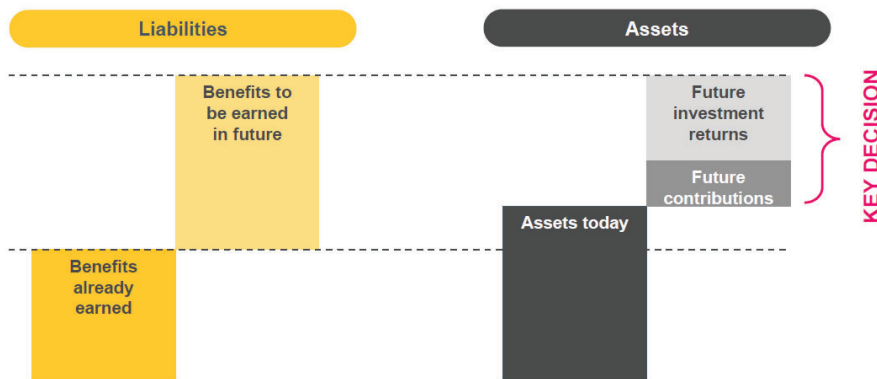 Liabilities
Assets
Benefits to
be earned
in future
Future
investment
returns
Future
contributions
KEY DECISION
Assets today
Benefits
already
earned